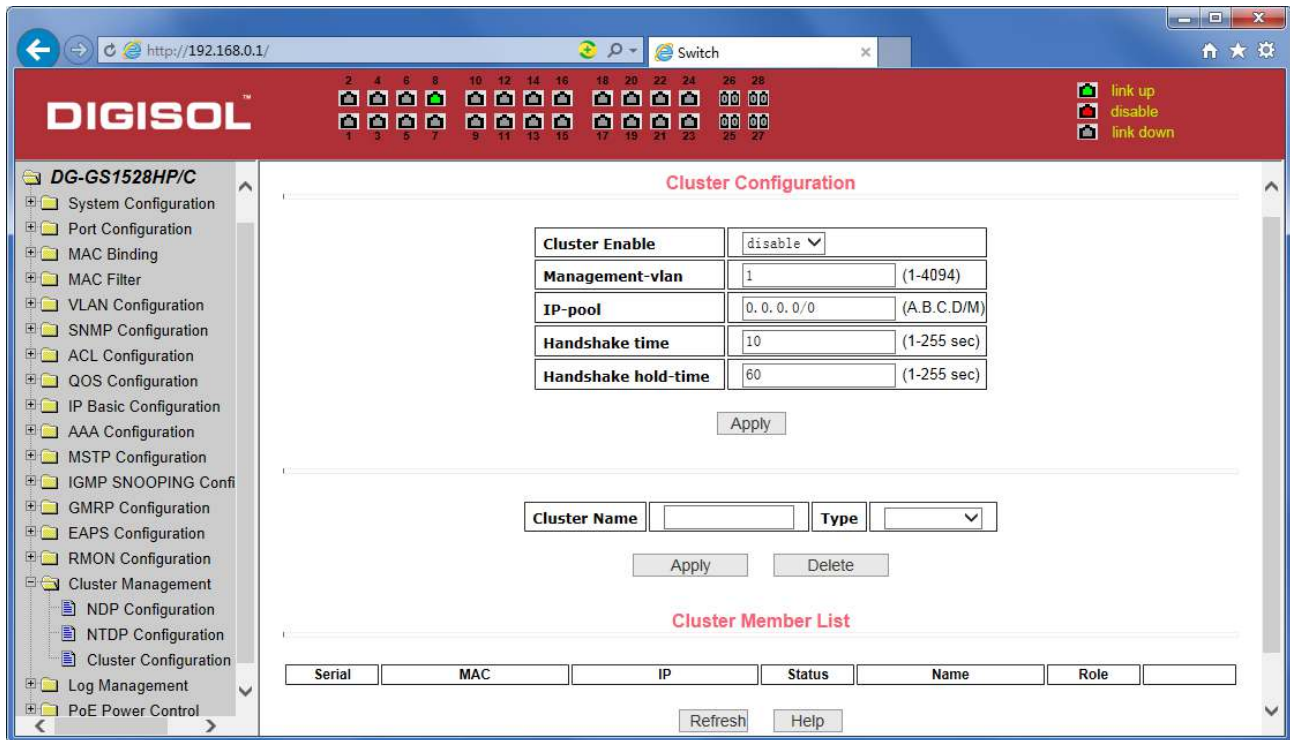 http://192.168.0.1/
Switch
DIGISOL™
2 4 6 8 10 12 14 16 18 20 22 24 26 28
1 3 5 7 9 11 13 15 17 19 21 23 25 27
link up
disable
link down
DG-GS1528HP/C
System Configuration
Port Configuration
MAC Binding
MAC Filter
VLAN Configuration
SNMP Configuration
ACL Configuration
QOS Configuration
IP Basic Configuration
AAA Configuration
MSTP Configuration
IGMP SNOOPING Confi
GMRP Configuration
EAPS Configuration
RMON Configuration
Cluster Management
NDP Configuration
NTDP Configuration
Cluster Configuration
Log Management
PoE Power Control
Cluster Configuration
Cluster Enable disable
Management-vlan 1 (1-4094)
IP-pool 0.0.0.0/0 (A.B.C.D/M)
Handshake time 10 (1-255 sec)
Handshake hold-time 60 (1-255 sec)
Apply
Cluster Name Type
Apply Delete
Cluster Member List
Serial MAC IP Status Name Role
Refresh Help